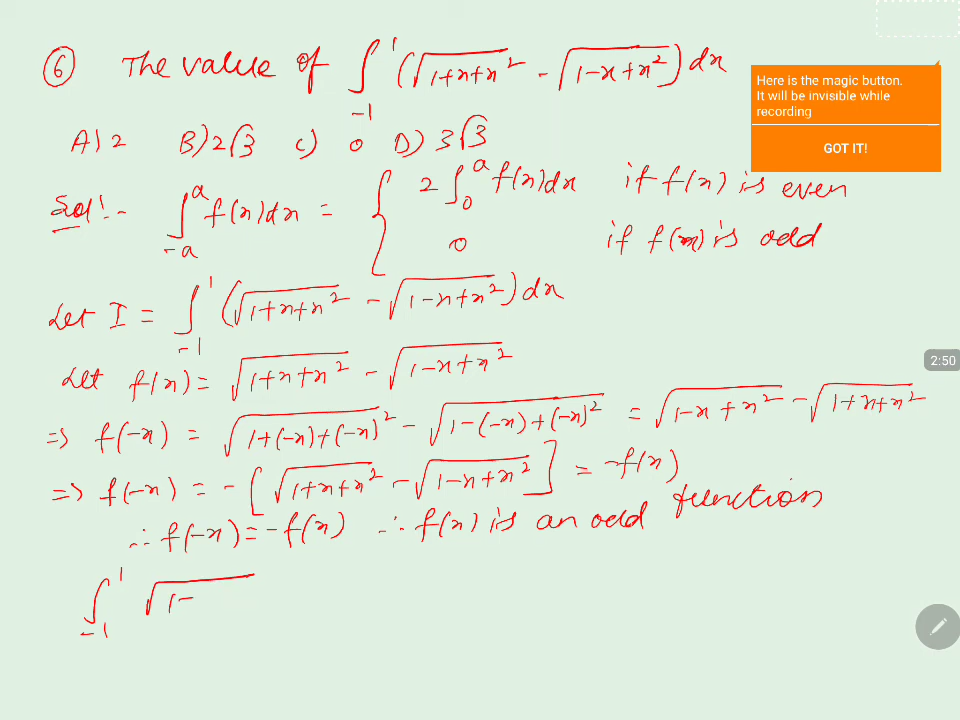 ⑥ The value of ∫₋₁¹ (√(1+x+x²) - √(1-x+x²)) dx
Here is the magic button.
It will be invisible while
recording
GOT IT!
A) 2 B) 2√3 C) 0 D) 3√3
Sol:- ∫₋ₐᵃ f(x)dx = { 2∫₀ᵃ f(x)dx if f(x) is even
0 if f(x) is odd
Let I = ∫₋₁¹ (√(1+x+x²) - √(1-x+x²)) dx
Let f(x) = √(1+x+x²) - √(1-x+x²)
2:50
=> f(-x) = √(1+(-x)+(-x)²) - √(1-(-x)+(-x)²) = √(1-x+x²) - √(1+x+x²)
=> f(-x) = -[√(1+x+x²) - √(1-x+x²)] = -f(x)
∴ f(-x) = -f(x) ∴ f(x) is an odd function
∫₋₁¹ √(1-